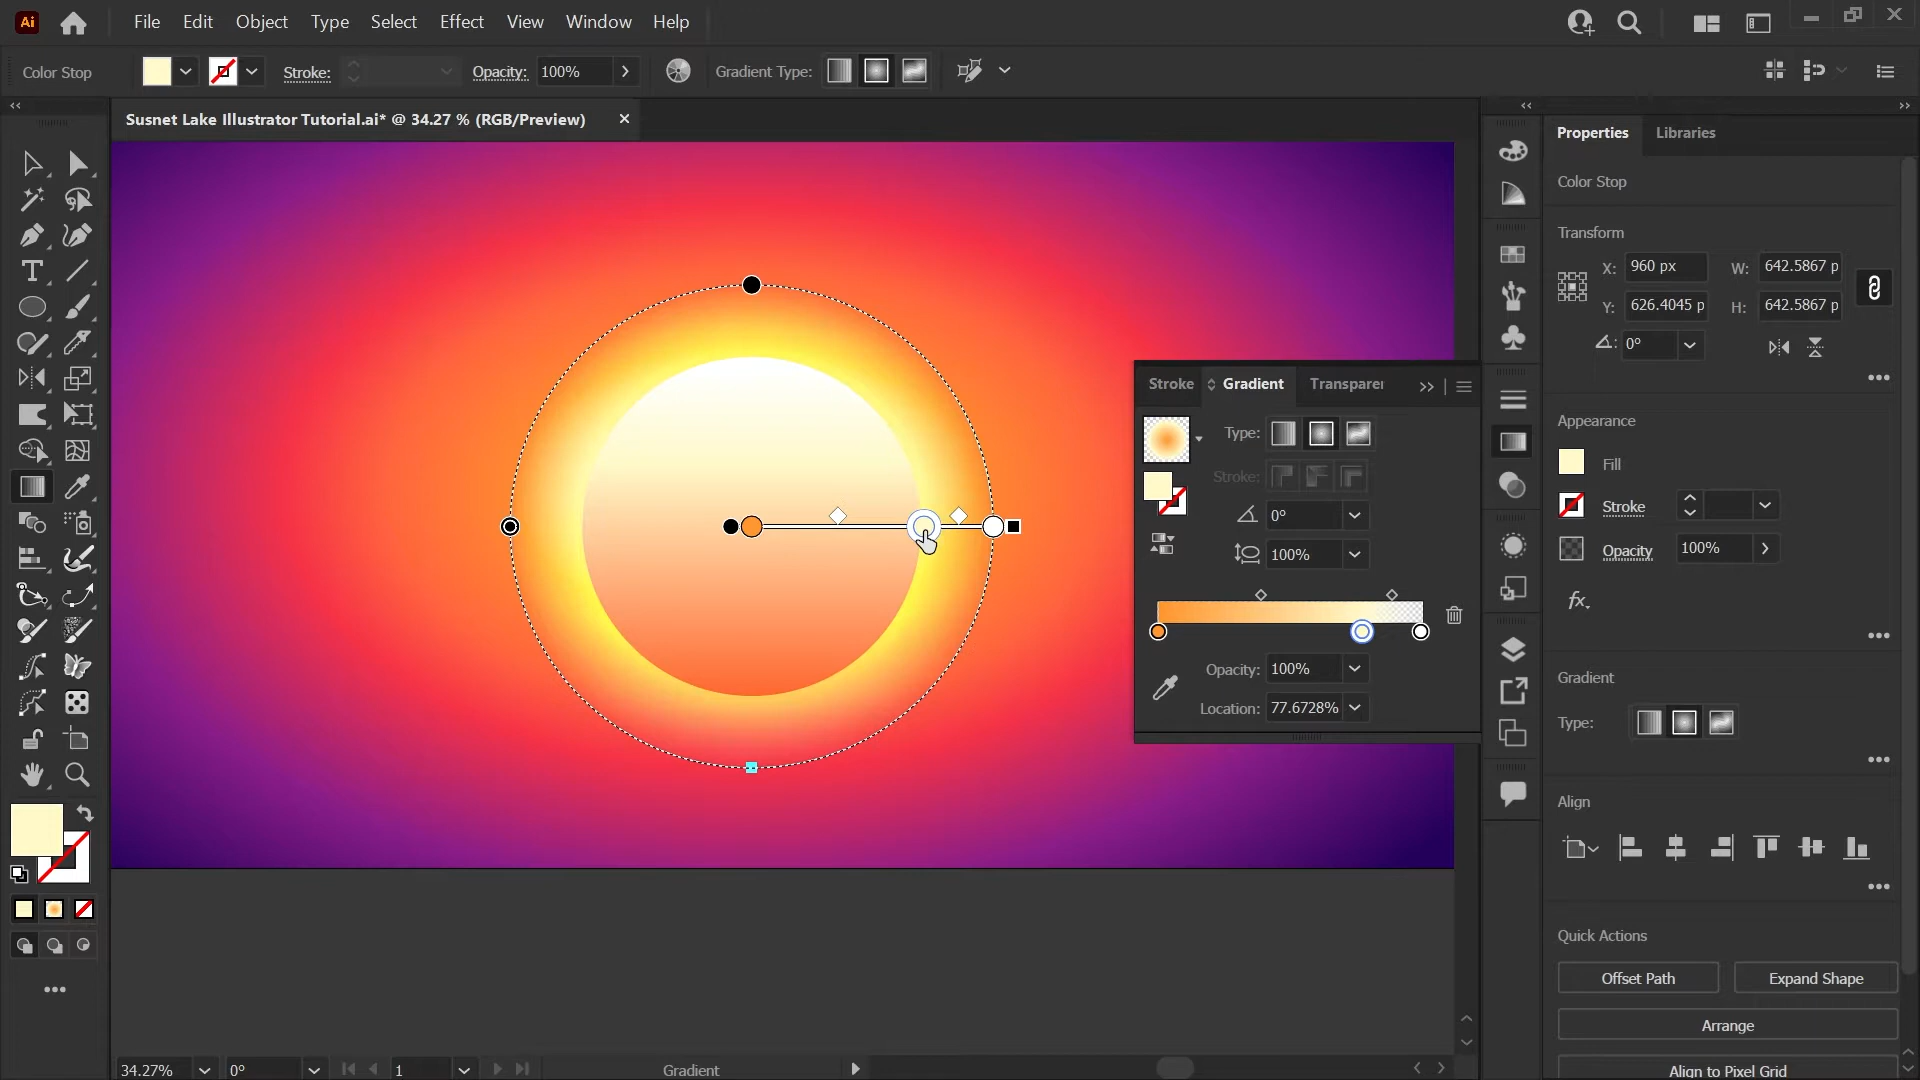 Ai File Edit Object Type Select Effect View Window Help
Color Stop Stroke: Opacity: 100% Gradient Type:
Susnet Lake Illustrator Tutorial.ai* @ 34.27 % (RGB/Preview) ×
Properties Libraries
Color Stop
Transform
X: 960 px W: 642.5867 p
Y: 626.4045 p H: 642.5867 p
0°
Appearance
Fill
Stroke
Opacity 100%
fx.
Gradient
Type:
Align
Quick Actions
Offset Path Expand Shape
Arrange
Align to Pixel Grid
Stroke Gradient Transparer
Type:
Stroke:
0°
100%
Opacity: 100%
Location: 77.6728%
34.27% 0° 1 Gradient